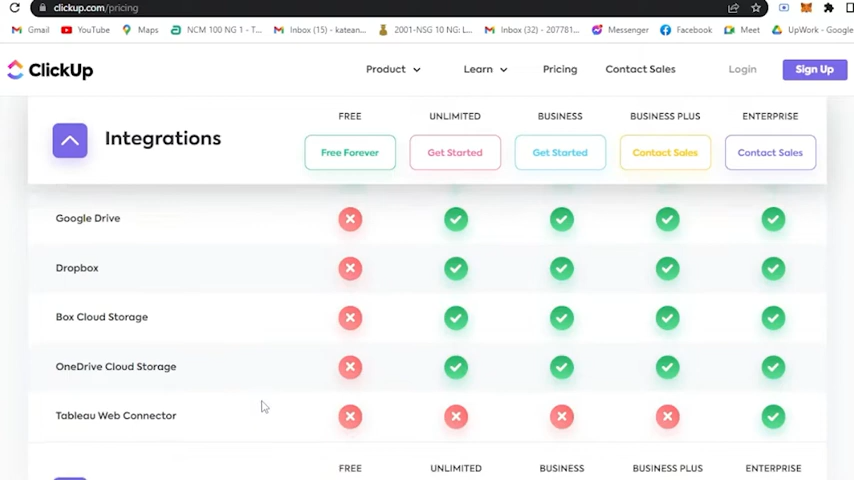 clickup.com/pricing
Gmail YouTube Maps NCM 100 NG 1 - T... Inbox (15) - katean... 2001-NSG 10 NG: L... Inbox (32) - 207781... Messenger Facebook Meet UpWork - Google
ClickUp Product Learn Pricing Contact Sales Login Sign Up
FREE UNLIMITED BUSINESS BUSINESS PLUS ENTERPRISE
Integrations Free Forever Get Started Get Started Contact Sales Contact Sales
Google Drive
Dropbox
Box Cloud Storage
OneDrive Cloud Storage
Tableau Web Connector
FREE UNLIMITED BUSINESS BUSINESS PLUS ENTERPRISE